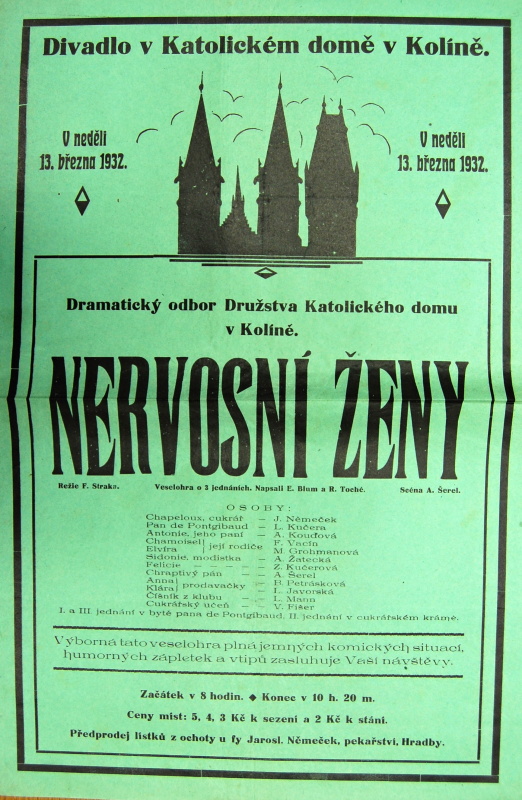 Divadlo v Katolickém domě v Kolíně.
V neděli
13. března 1932.
V neděli
13. března 1932.
Dramatický odbor Družstva Katolického domu
v Kolíně.
NERVOSNÍ ŽENY
Režie F. Straka. Veselohra o 3 jednáních. Napsali E. Blum a R. Toché. Scéna A. Šerel.
OSOBY:
Chapeloux, cukrář — J. Němeček
Pan de Pontgibaud — L. Kučera
Antonie, jeho paní — A. Kouďová
Chamoisel } její rodiče F. Vacín
Elvíra } M. Grohmanová
Sidonie, modistka — A. Žatecká
Felicie — — — — Z. Kučerová
Chraptivý pán — A. Šerel
Anna } prodavačky — B. Petrásková
Klára } L. Javorská
Číšník z klubu — L. Mann
Cukrářský učeň — V. Fišer
I. a III. jednání v bytě pana de Pontgibaud, II. jednání v cukrářském krámě.
Výborná tato veselohra plná jemných komických situací,
humorných zápletek a vtipů zasluhuje Vaší návštěvy.
Začátek v 8 hodin. ◆ Konec v 10 h. 20 m.
Ceny míst: 5, 4, 3 Kč k sezení a 2 Kč k stání.
Předprodej lístků z ochoty u fy Jarosl. Němeček, pekařství, Hradby.